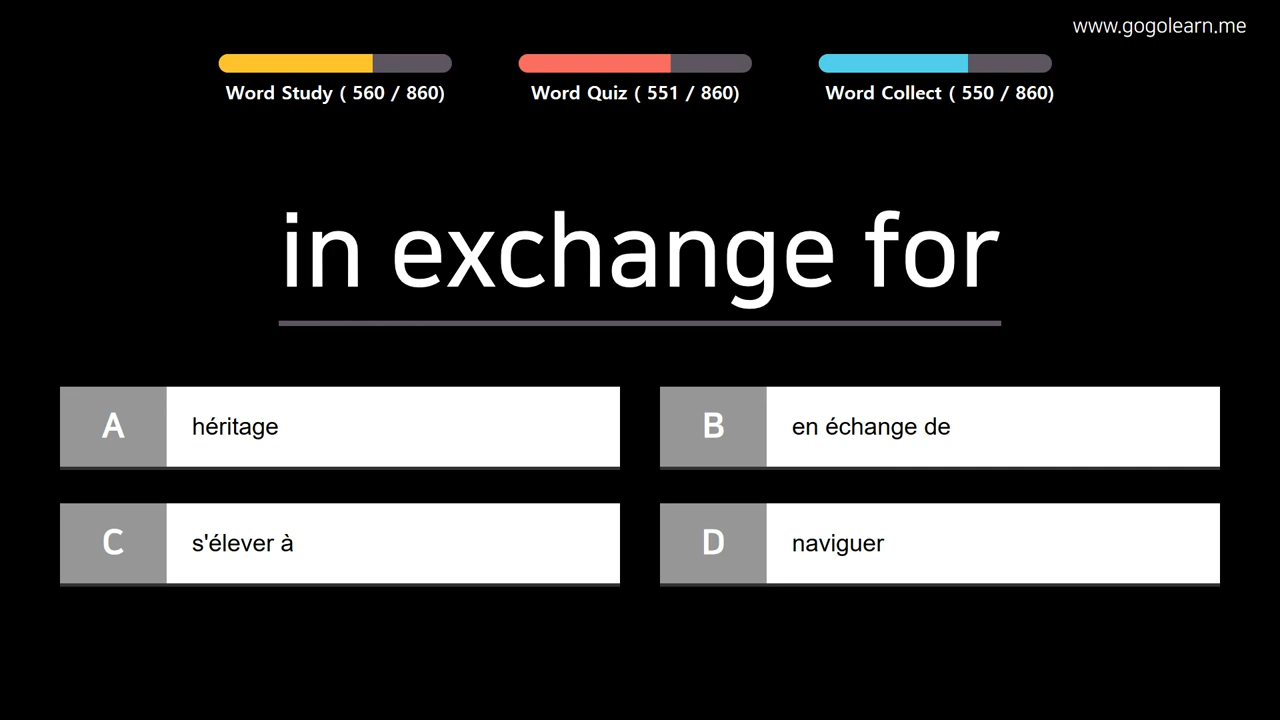 www.gogolearn.me
Word Study ( 560 / 860)
Word Quiz ( 551 / 860)
Word Collect ( 550 / 860)
in exchange for
A héritage
B en échange de
C s'élever à
D naviguer